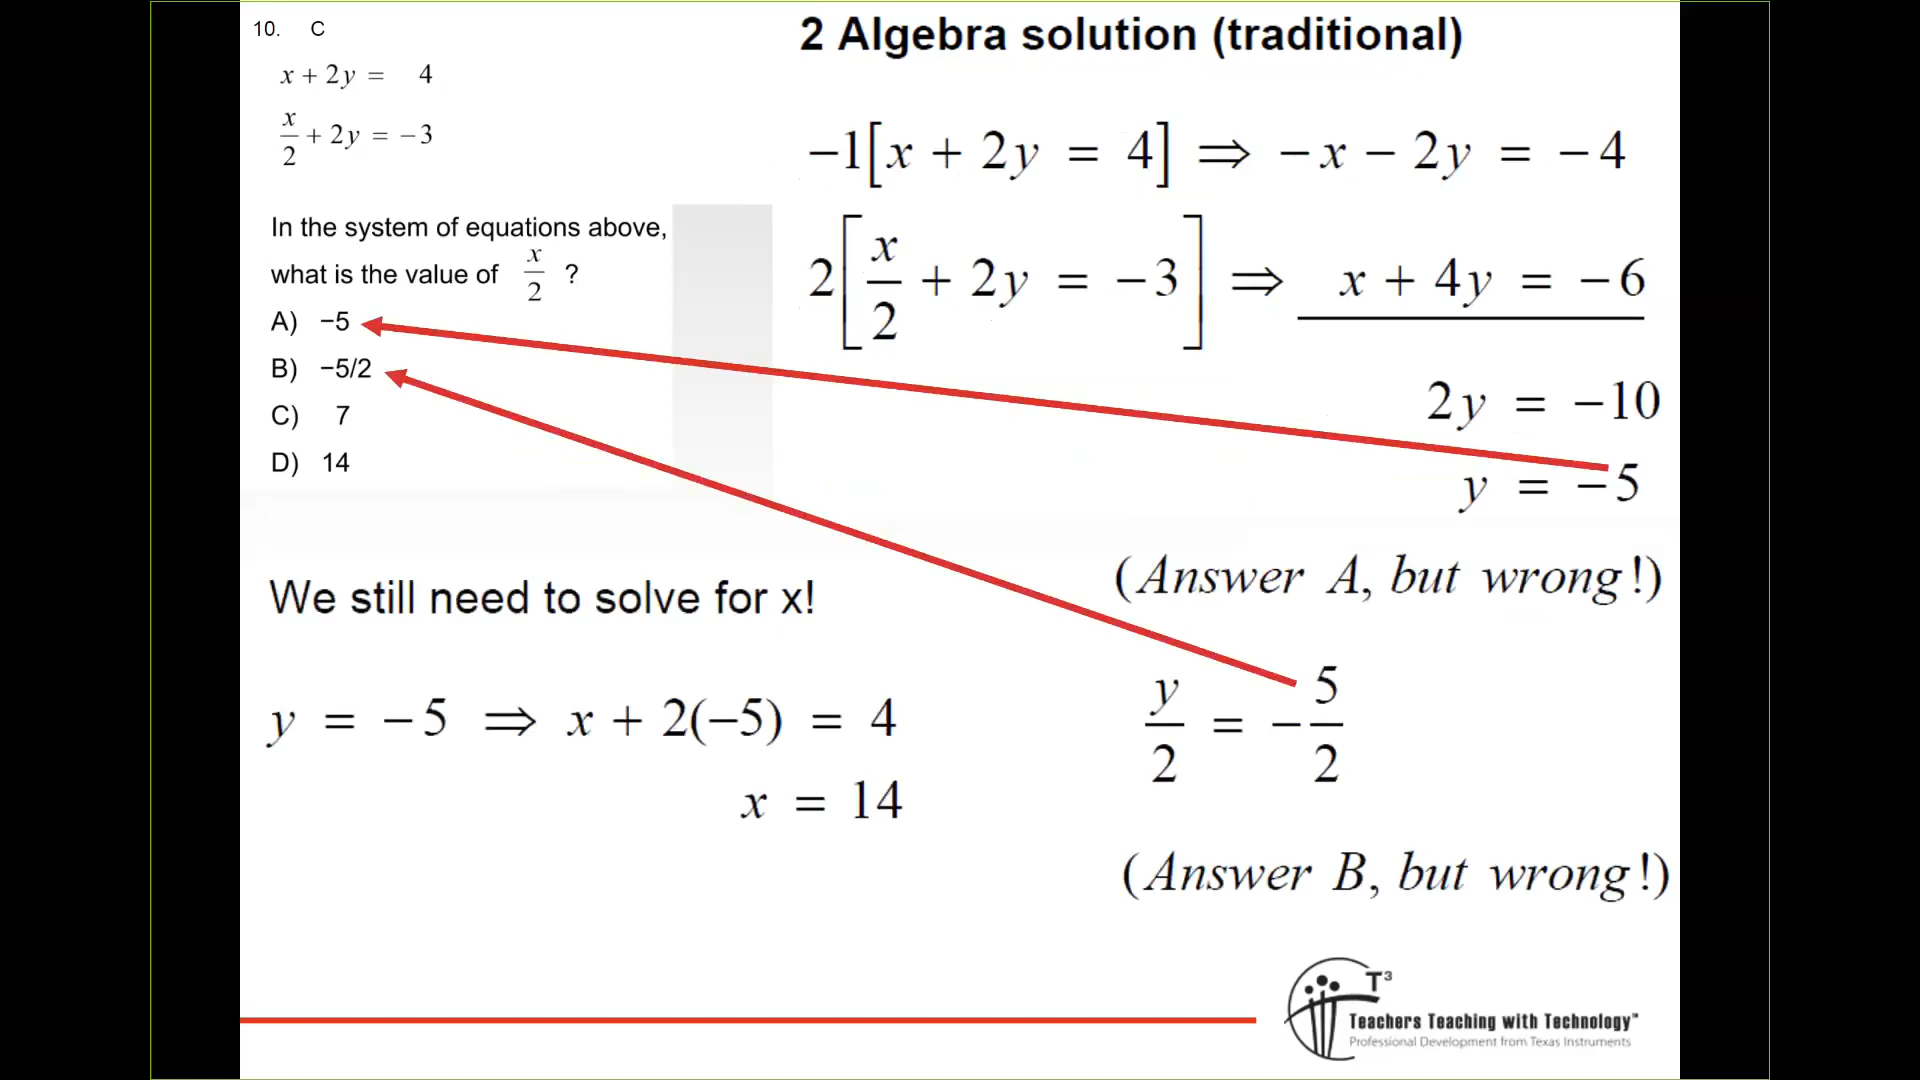 10. C
x + 2y = 4
x/2 + 2y = −3
In the system of equations above,
what is the value of x/2 ?
A) −5
B) −5/2
C) 7
D) 14
We still need to solve for x!
y = −5 ⇒ x + 2(−5) = 4
x = 14
2 Algebra solution (traditional)
−1[x + 2y = 4] ⇒ −x − 2y = −4
2[x/2 + 2y = −3] ⇒ x + 4y = −6
2y = −10
y = −5
(Answer A, but wrong!)
y/2 = −5/2
(Answer B, but wrong!)
T³
Teachers Teaching with Technology™
Professional Development from Texas Instruments